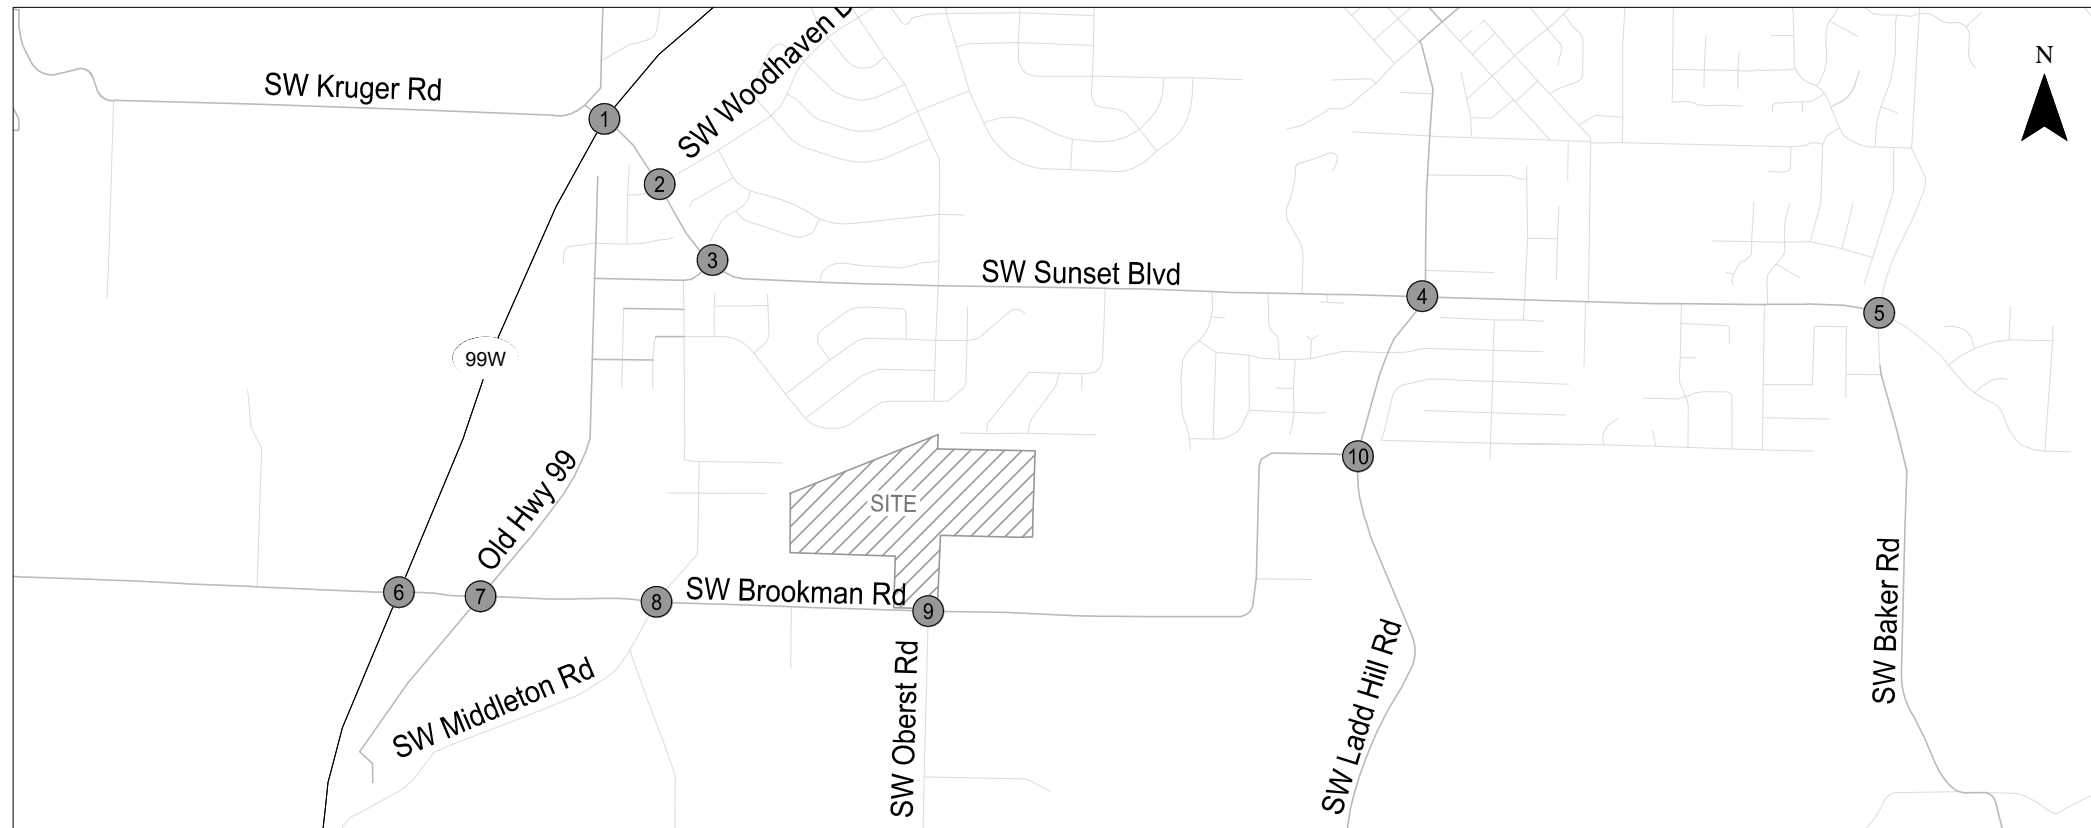 SW Kruger Rd
SW Woodhaven
N
1
2
3
SW Sunset Blvd
4
5
99W
Old Hwy 99
10
SITE
6
7
8
SW Brookman Rd
9
SW Middleton Rd
SW Oberst Rd
SW Ladd Hill Rd
SW Baker Rd